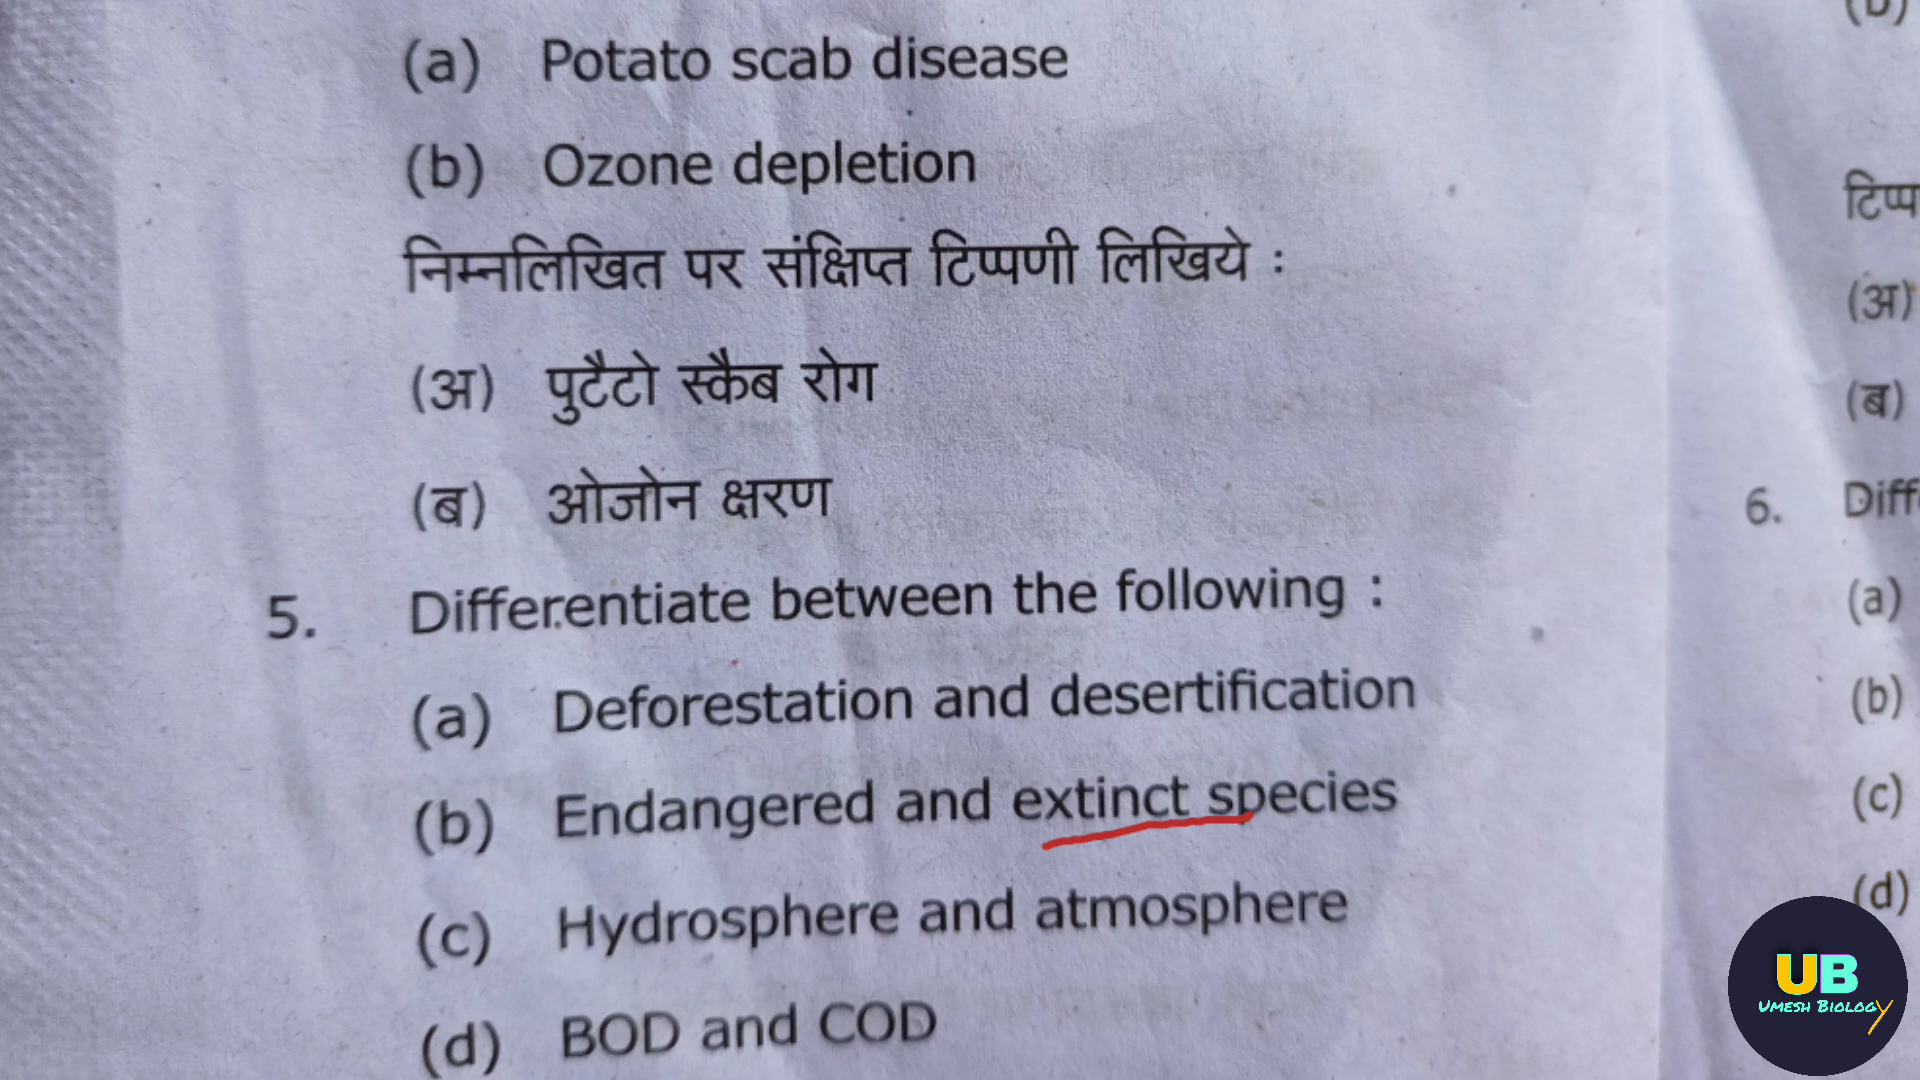 (a) Potato scab disease
(b) Ozone depletion
निम्नलिखित पर संक्षिप्त टिप्पणी लिखिये :
(अ) पुटैटो स्कैब रोग
(ब) ओजोन क्षरण
5. Differentiate between the following :
(a) Deforestation and desertification
(b) Endangered and extinct species
(c) Hydrosphere and atmosphere
(d) BOD and COD
(b)
(अ)
(ब)
6.
(a)
(b)
(c)
(d)
UB
UMESH BIOLOGY